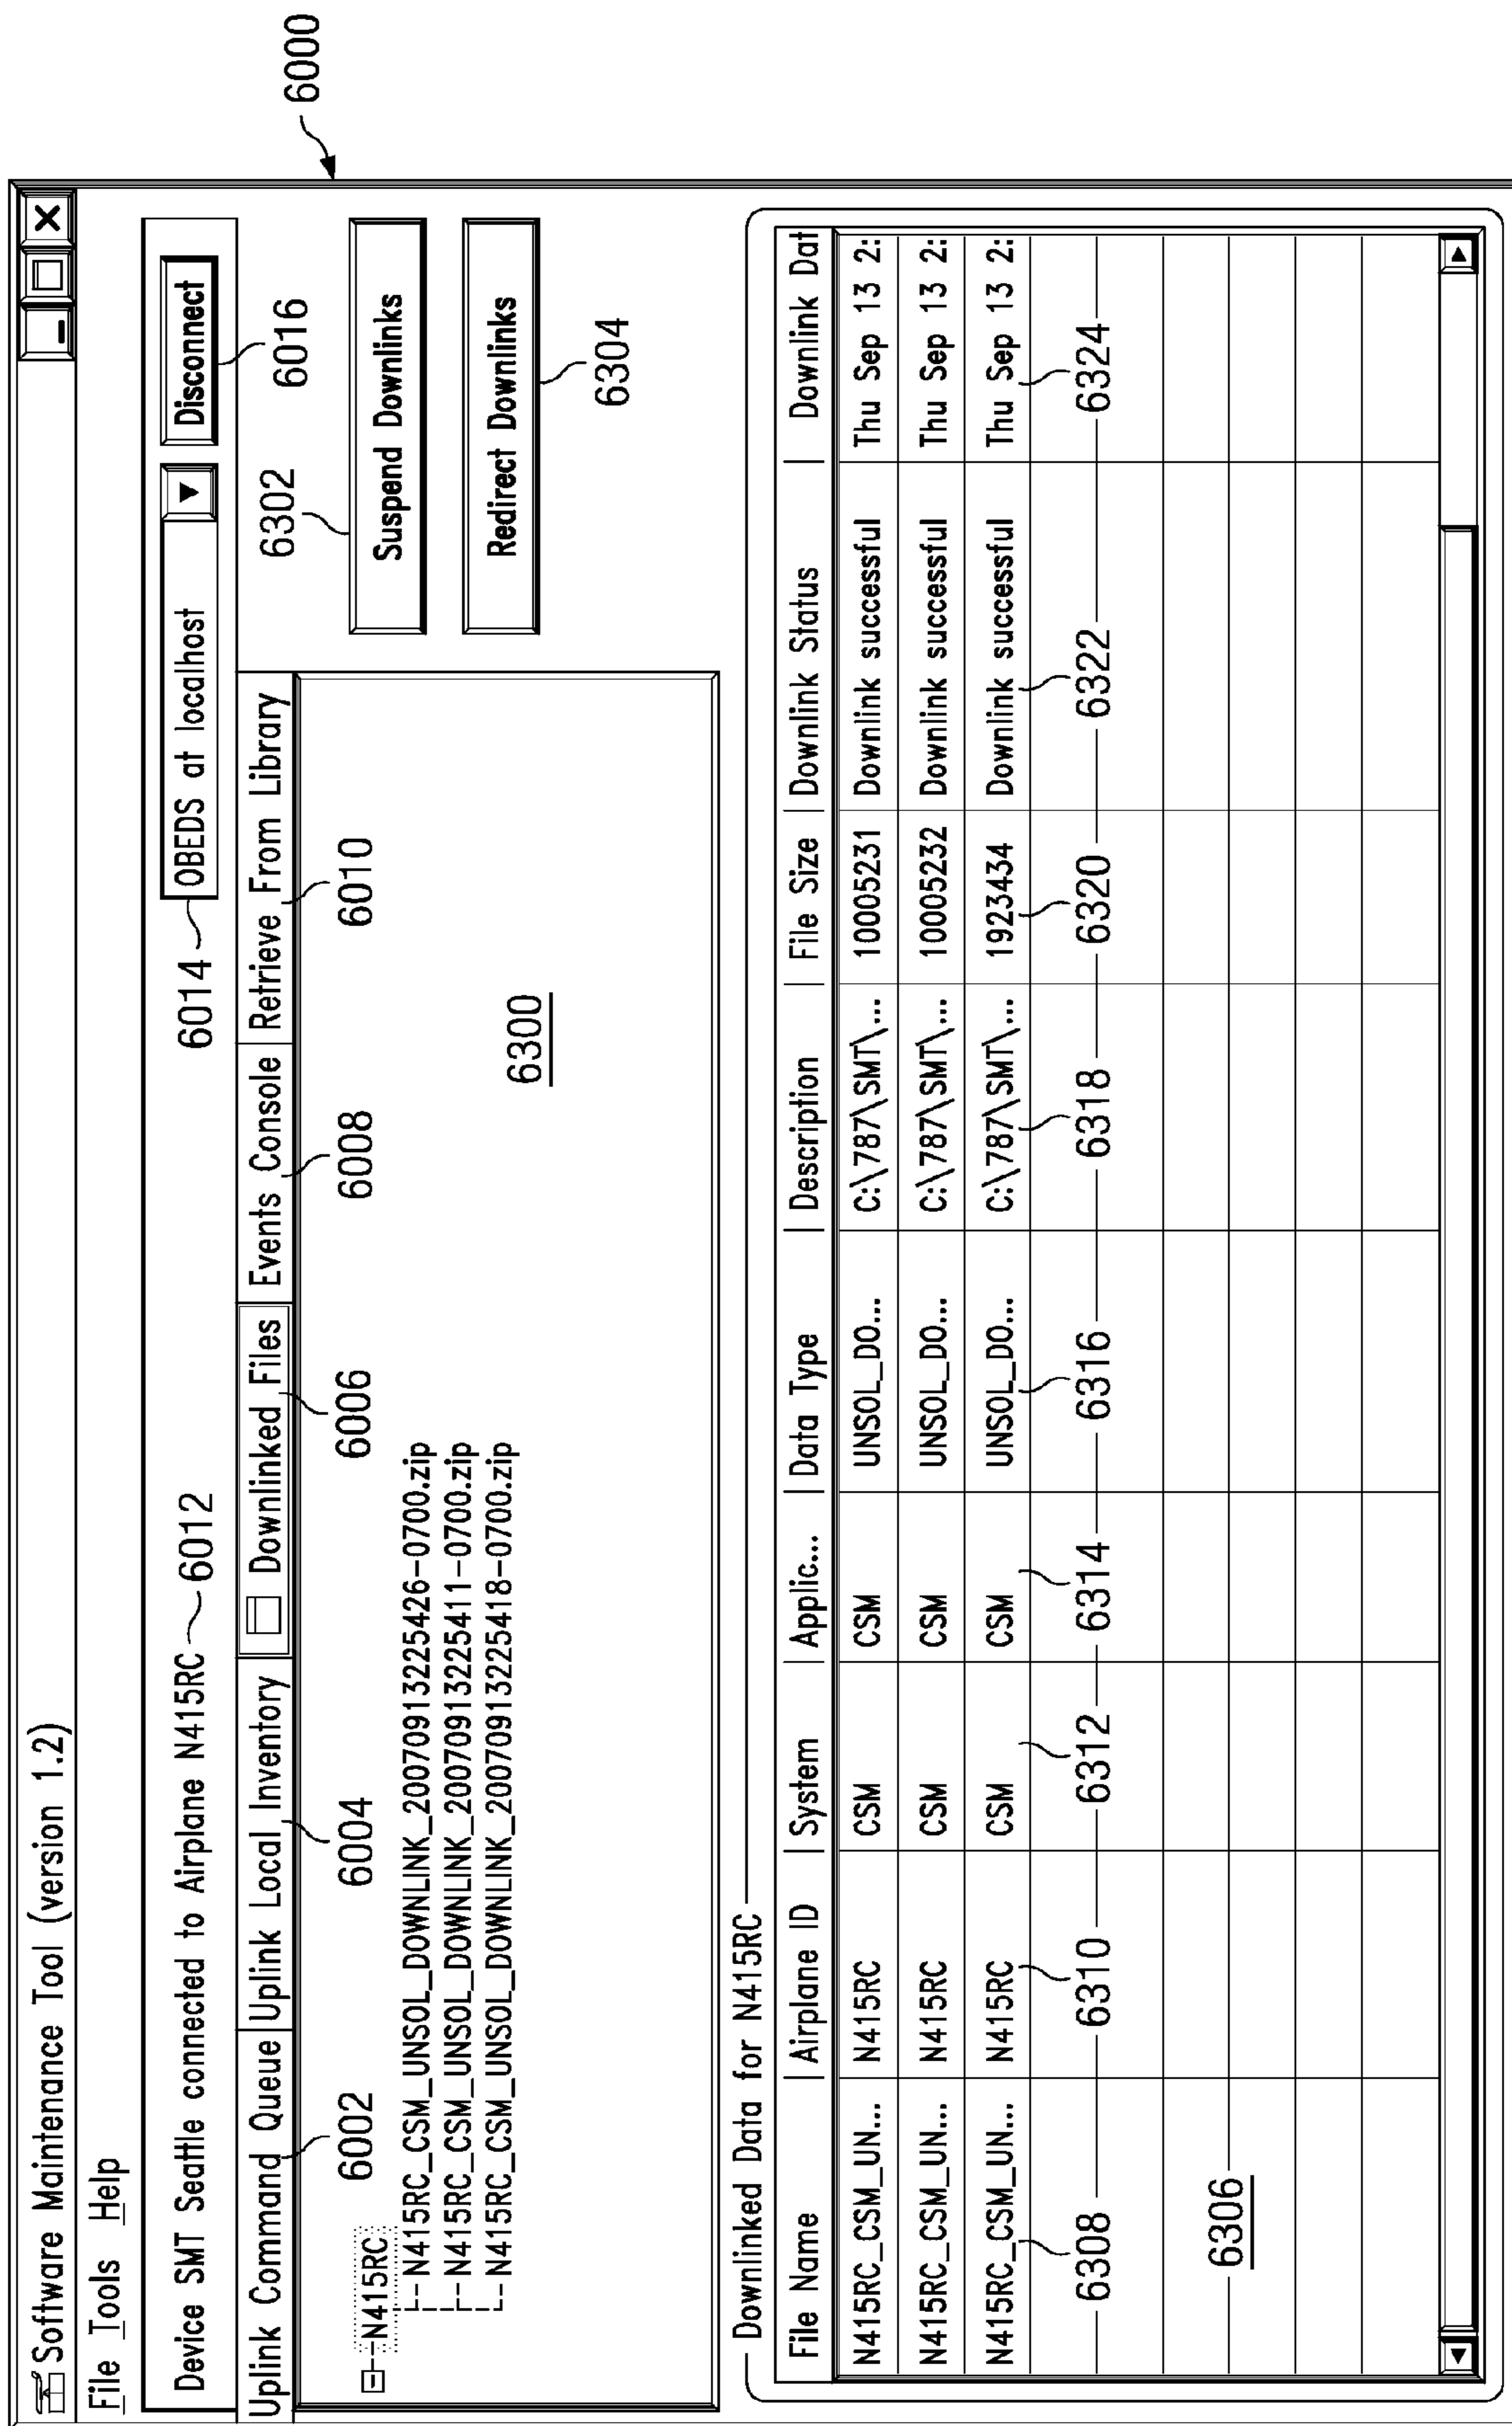 Software Maintenance Tool (version 1.2)
File Tools Help
6000
Device SMT Seattle connected to Airplane N415RC 6012
6014 OBEDS at localhost
Disconnect
6016
Uplink Command Queue Uplink Local Inventory Downlinked Files Events Console Retrieve From Library
6002 6004 6006 6008 6010
6302
Suspend Downlinks
Redirect Downlinks
6304
N415RC
N415RC_CSM_UNSOL_DOWNLINK_20070913225426-0700.zip
N415RC_CSM_UNSOL_DOWNLINK_20070913225411-0700.zip
N415RC_CSM_UNSOL_DOWNLINK_20070913225418-0700.zip
6300
Downlinked Data for N415RC
File Name Airplane ID System Applic... Data Type Description File Size Downlink Status Downlink Dat
N415RC_CSM_UN... N415RC CSM CSM UNSOL_DO... C:\787\SMT\... 10005231 Downlink successful Thu Sep 13 2:
N415RC_CSM_UN... N415RC CSM CSM UNSOL_DO... C:\787\SMT\... 10005232 Downlink successful Thu Sep 13 2:
N415RC_CSM_UN... N415RC CSM CSM UNSOL_DO... C:\787\SMT\... 1923434 Downlink successful Thu Sep 13 2:
6308 6310 6312 6314 6316 6318 6320 6322 6324
6306